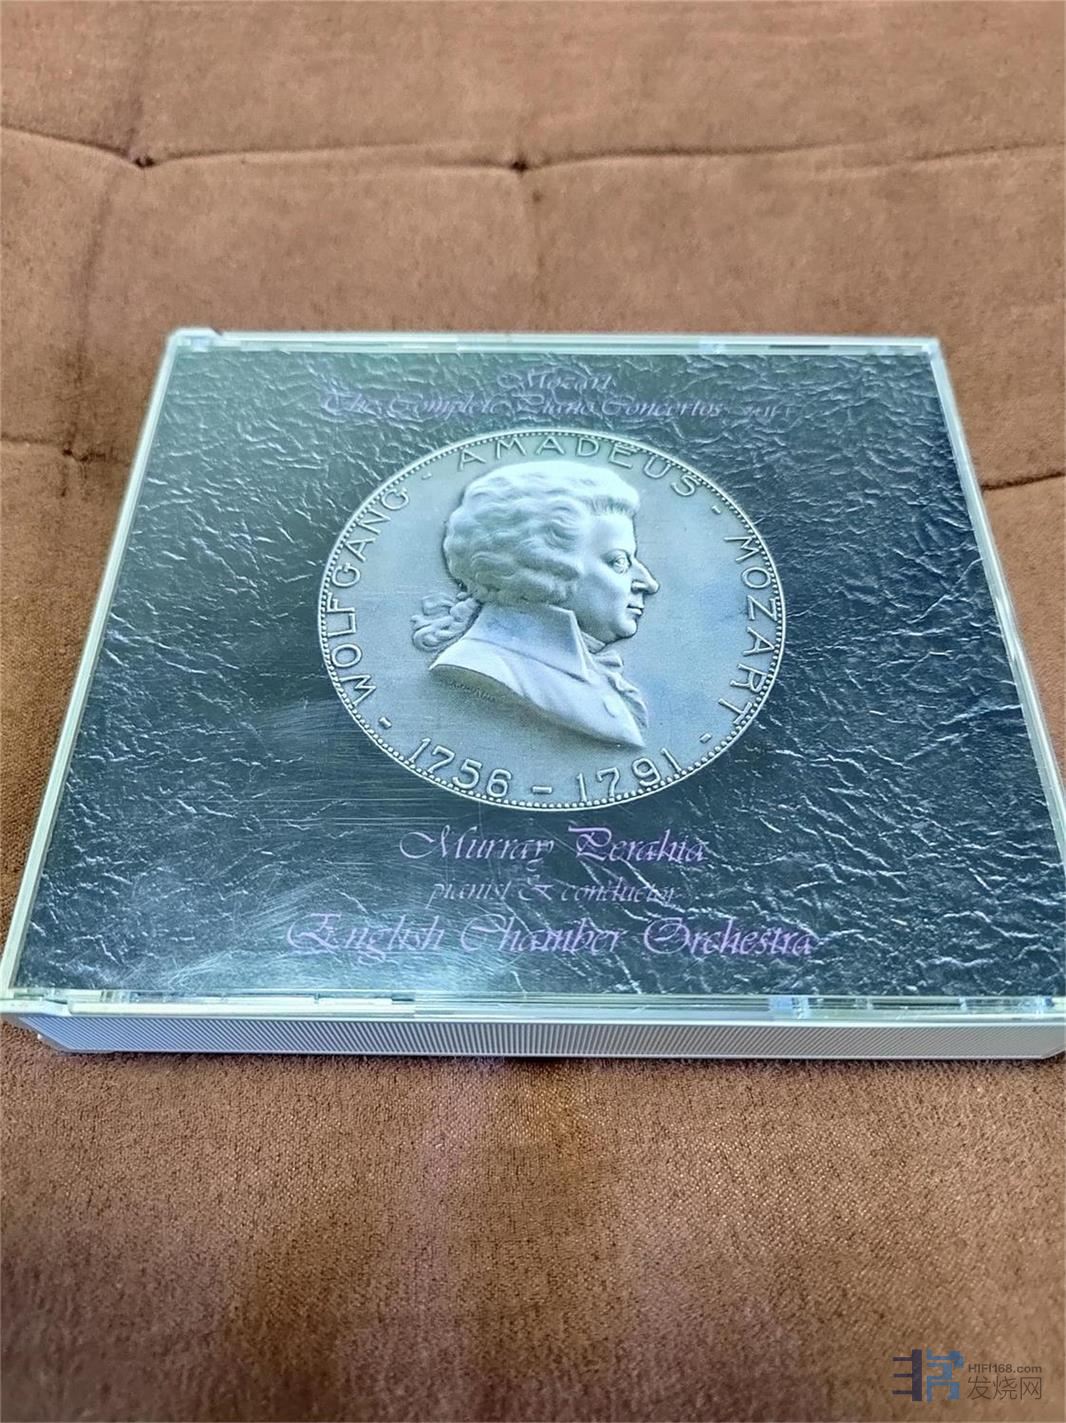 Mozart
The Complete Piano Concertos
WOLFGANG - AMADEUS - MOZART -
1756 - 1791 -
Murray Perahia
pianist & conductor
English Chamber Orchestra
HIFI168.com
发烧网